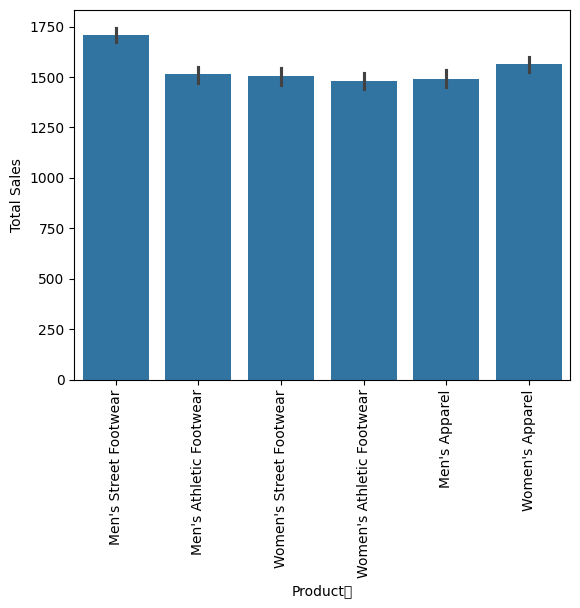 Total Sales
1750
1500
1250
1000
750
500
250
0
Men's Street Footwear
Men's Athletic Footwear
Women's Street Footwear
Women's Athletic Footwear
Men's Apparel
Women's Apparel
Product